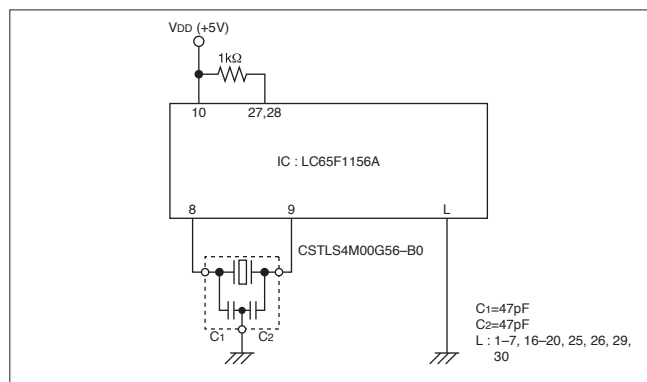 VDD (+5V)
1kΩ
10
27,28
IC : LC65F1156A
8
9
L
CSTLS4M00G56–B0
C1
C2
C1=47pF
C2=47pF
L : 1–7, 16–20, 25, 26, 29,
30